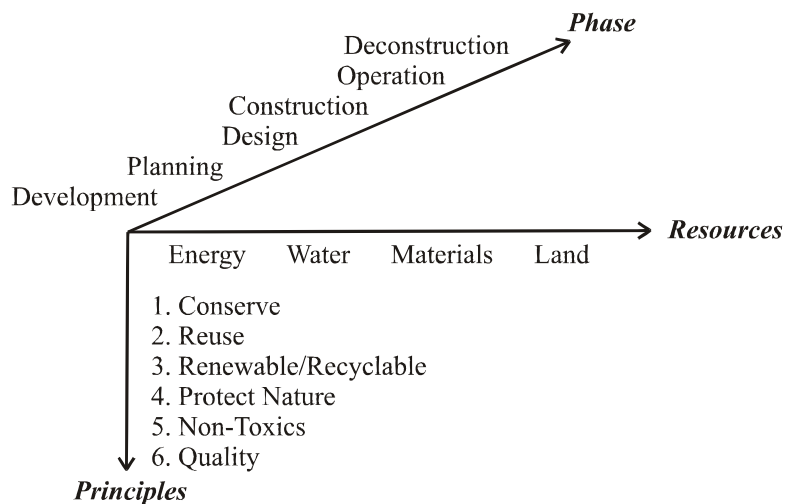 Phase
Deconstruction
Operation
Construction
Design
Planning
Development
Resources
Energy Water Materials Land
1. Conserve
2. Reuse
3. Renewable/Recyclable
4. Protect Nature
5. Non-Toxics
6. Quality
Principles